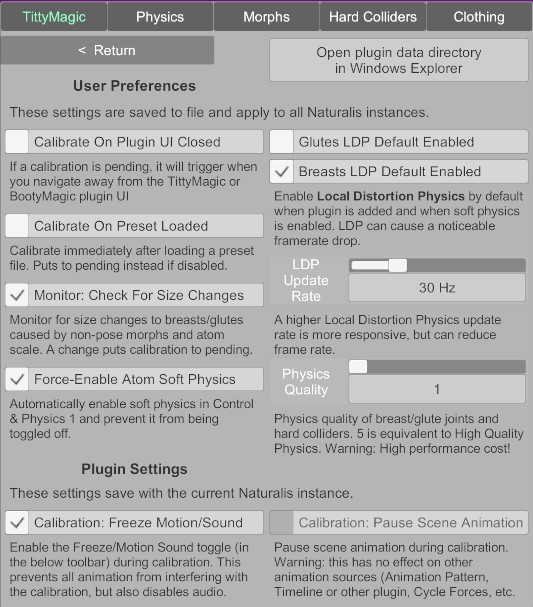 TittyMagic Physics Morphs Hard Colliders Clothing
< Return
Open plugin data directory
in Windows Explorer
User Preferences
These settings are saved to file and apply to all Naturalis instances.
Calibrate On Plugin UI Closed
If a calibration is pending, it will trigger when
you navigate away from the TittyMagic or
BootyMagic plugin UI
Calibrate On Preset Loaded
Calibrate immediately after loading a preset
file. Puts to pending instead if disabled.
Monitor: Check For Size Changes
Monitor for size changes to breasts/glutes
caused by non-pose morphs and atom
scale. A change puts calibration to pending.
Force-Enable Atom Soft Physics
Automatically enable soft physics in Control
& Physics 1 and prevent it from being
toggled off.
Glutes LDP Default Enabled
Breasts LDP Default Enabled
Enable Local Distortion Physics by default
when plugin is added and when soft physics
is enabled. LDP can cause a noticeable
framerate drop.
LDP
Update
Rate
30 Hz
A higher Local Distortion Physics update
rate is more responsive, but can reduce
frame rate.
Physics
Quality
1
Physics quality of breast/glute joints and
hard colliders. 5 is equivalent to High Quality
Physics. Warning: High performance cost!
Plugin Settings
These settings save with the current Naturalis instance.
Calibration: Freeze Motion/Sound
Enable the Freeze/Motion Sound toggle (in
the below toolbar) during calibration. This
prevents all animation from interfering with
the calibration, but also disables audio.
Calibration: Pause Scene Animation
Pause scene animation during calibration.
Warning: this has no effect on other
animation sources (Animation Pattern,
Timeline or other plugin, Cycle Forces, etc.